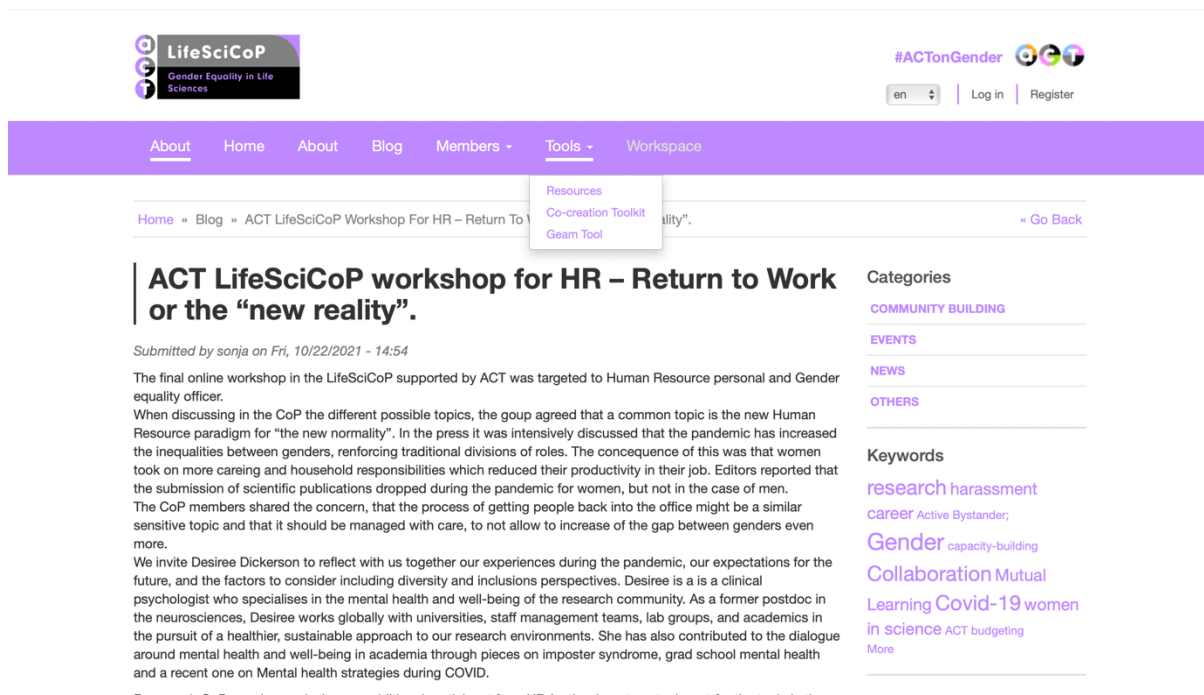 act
LifeSciCoP
Gender Equality in Life
Sciences
#ACTonGender act
en
Log in
Register
About Home About Blog Members Tools Workspace
Resources
Co-creation Toolkit
Geam Tool
Home » Blog » ACT LifeSciCoP Workshop For HR – Return To ality”.
« Go Back
ACT LifeSciCoP workshop for HR – Return to Work
or the “new reality”.
Submitted by sonja on Fri, 10/22/2021 - 14:54
The final online workshop in the LifeSciCoP supported by ACT was targeted to Human Resource personal and Gender
equality officer.
When discussing in the CoP the different possible topics, the goup agreed that a common topic is the new Human
Resource paradigm for “the new normality”. In the press it was intensively discussed that the pandemic has increased
the inequalities between genders, renforcing traditional divisions of roles. The concequence of this was that women
took on more careing and household responsibilities which reduced their productivity in their job. Editors reported that
the submission of scientific publications dropped during the pandemic for women, but not in the case of men.
The CoP members shared the concern, that the process of getting people back into the office might be a similar
sensitive topic and that it should be managed with care, to not allow to increase of the gap between genders even
more.
We invite Desiree Dickerson to reflect with us together our experiences during the pandemic, our expectations for the
future, and the factors to consider including diversity and inclusions perspectives. Desiree is a is a clinical
psychologist who specialises in the mental health and well-being of the research community. As a former postdoc in
the neurosciences, Desiree works globally with universities, staff management teams, lab groups, and academics in
the pursuit of a healthier, sustainable approach to our research environments. She has also contributed to the dialogue
around mental health and well-being in academia through pieces on imposter syndrome, grad school mental health
and a recent one on Mental health strategies during COVID.
Categories
COMMUNITY BUILDING
EVENTS
NEWS
OTHERS
Keywords
research harassment
career Active Bystander;
Gender capacity-building
Collaboration Mutual
Learning Covid-19 women
in science ACT budgeting
More